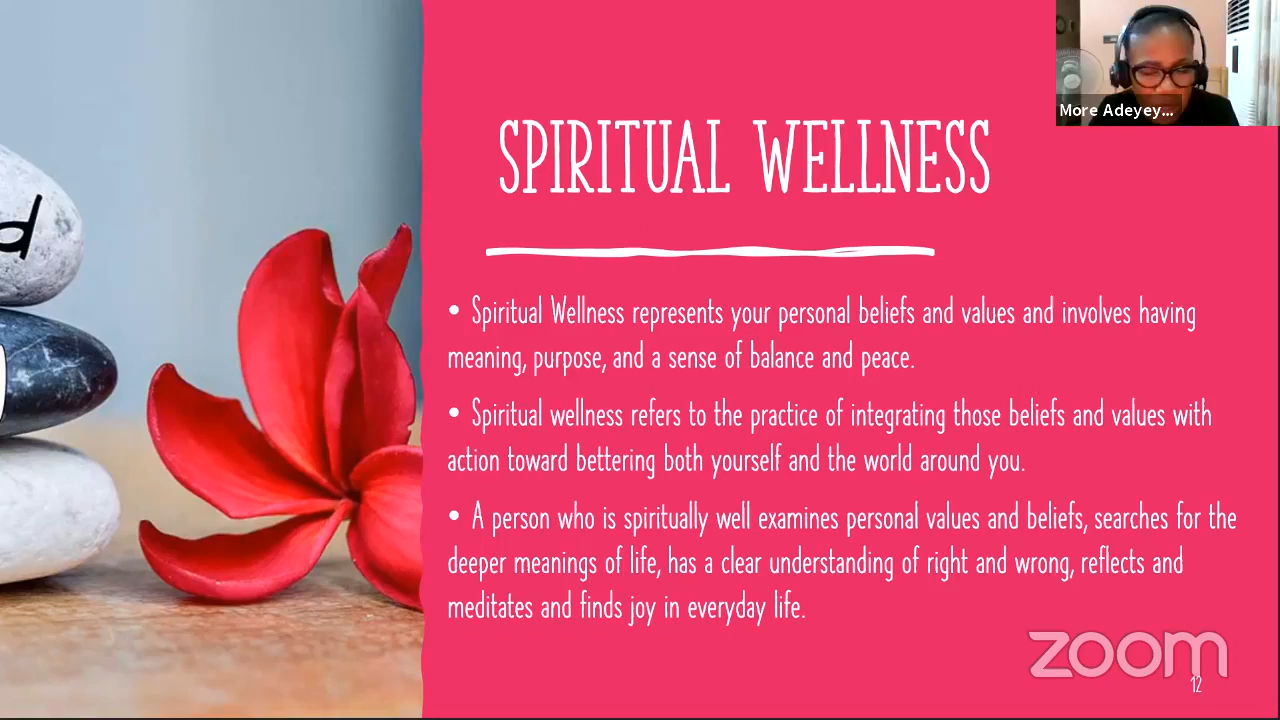 More Adeyey...
SPIRITUAL WELLNESS
d
• Spiritual Wellness represents your personal beliefs and values and involves having
meaning, purpose, and a sense of balance and peace.
• Spiritual wellness refers to the practice of integrating those beliefs and values with
action toward bettering both yourself and the world around you.
• A person who is spiritually well examines personal values and beliefs, searches for the
deeper meanings of life, has a clear understanding of right and wrong, reflects and
meditates and finds joy in everyday life.
zoom
12